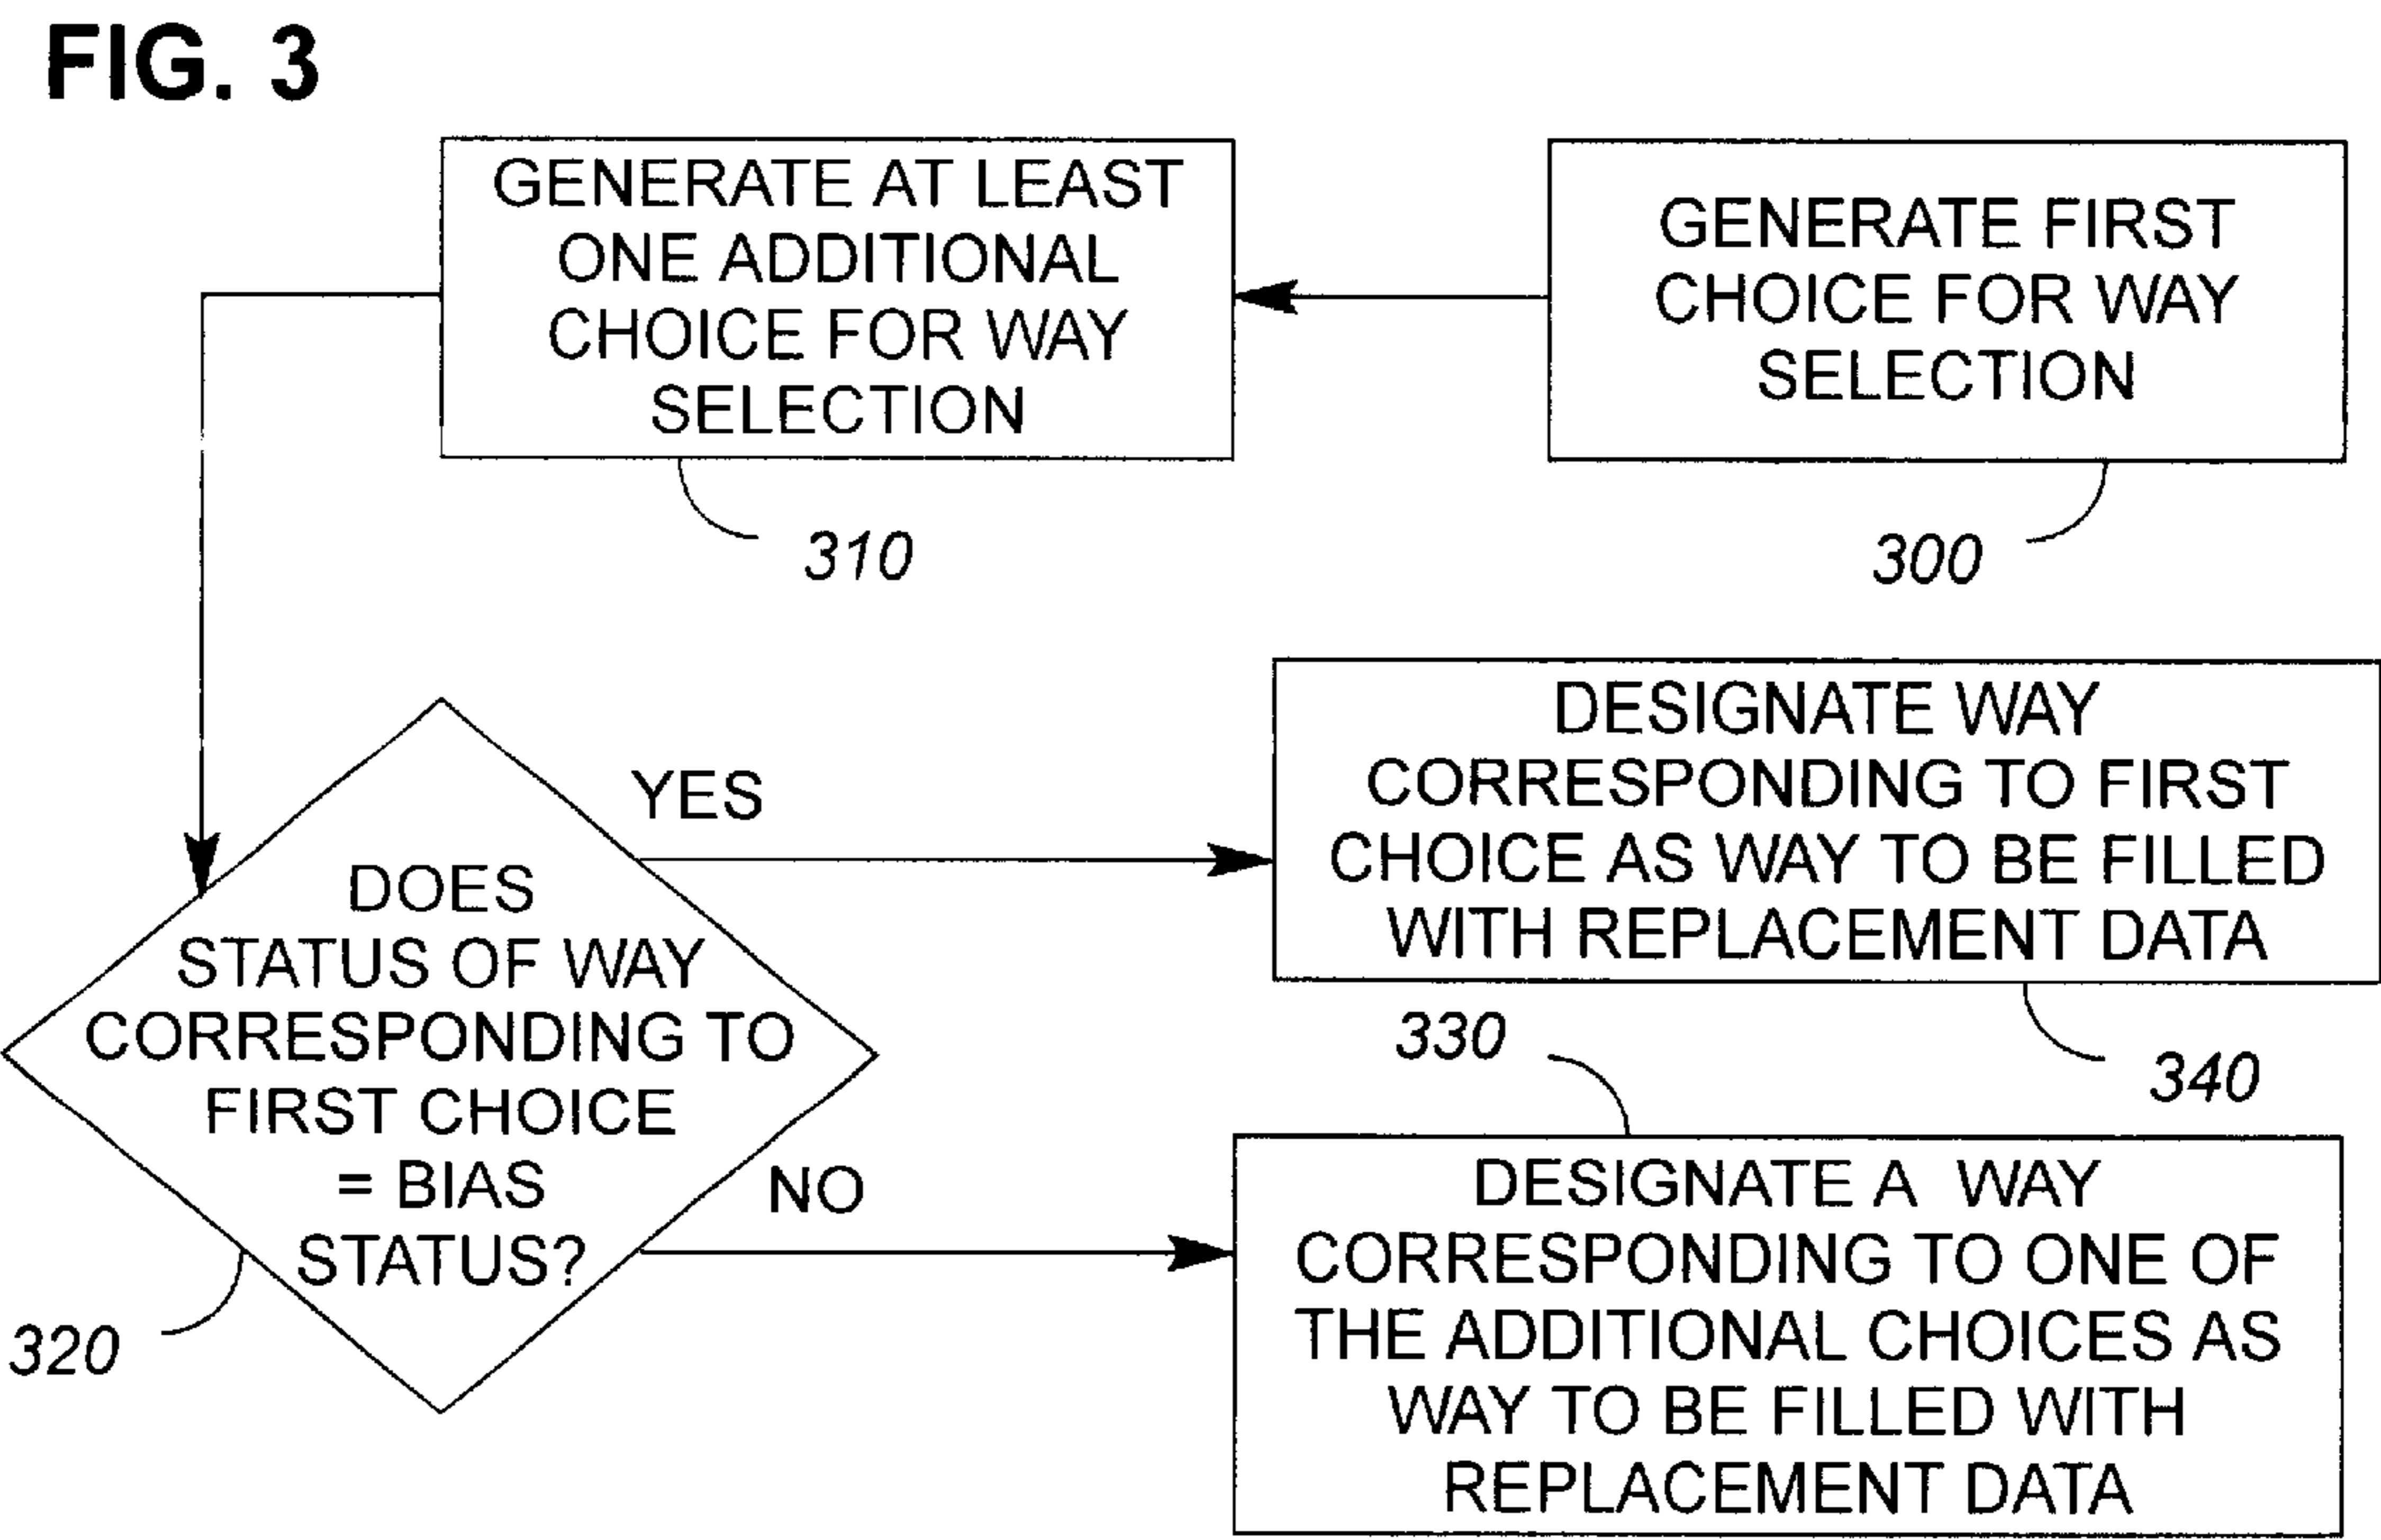 FIG. 3
GENERATE FIRST
CHOICE FOR WAY
SELECTION
300
GENERATE AT LEAST
ONE ADDITIONAL
CHOICE FOR WAY
SELECTION
310
DOES
STATUS OF WAY
CORRESPONDING TO
FIRST CHOICE
= BIAS
STATUS?
320
YES
DESIGNATE WAY
CORRESPONDING TO FIRST
CHOICE AS WAY TO BE FILLED
WITH REPLACEMENT DATA
340
NO
330
DESIGNATE A WAY
CORRESPONDING TO ONE OF
THE ADDITIONAL CHOICES AS
WAY TO BE FILLED WITH
REPLACEMENT DATA